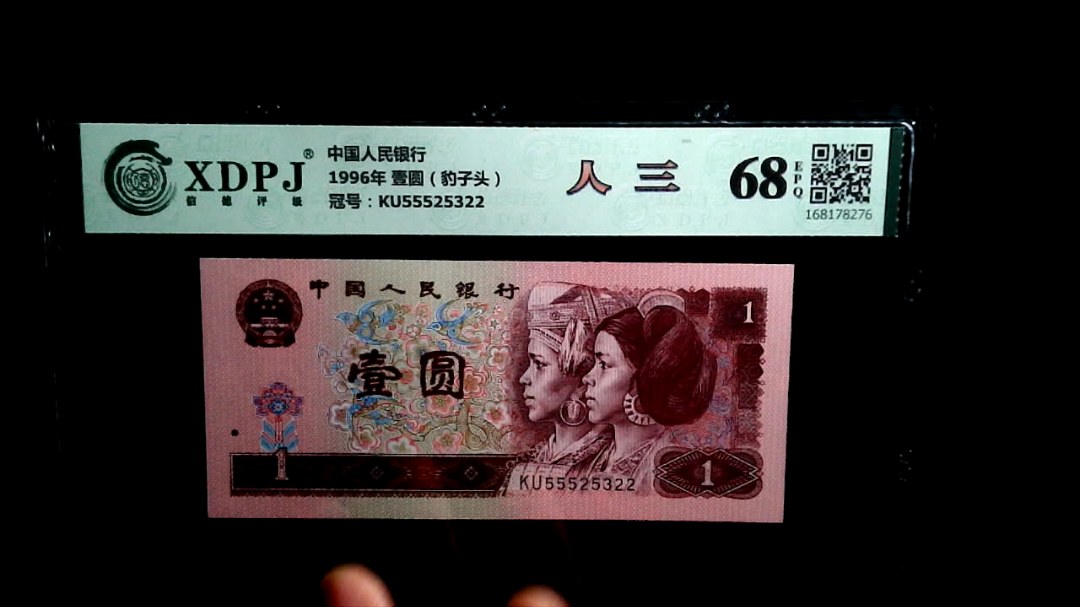 XDPJ®
信德评级
中国人民银行
1996年 壹圆（豹子头）
冠号：KU55525322
人三
68
EPQ
168178276
中国人民银行
1
壹圆
1
KU55525322
1